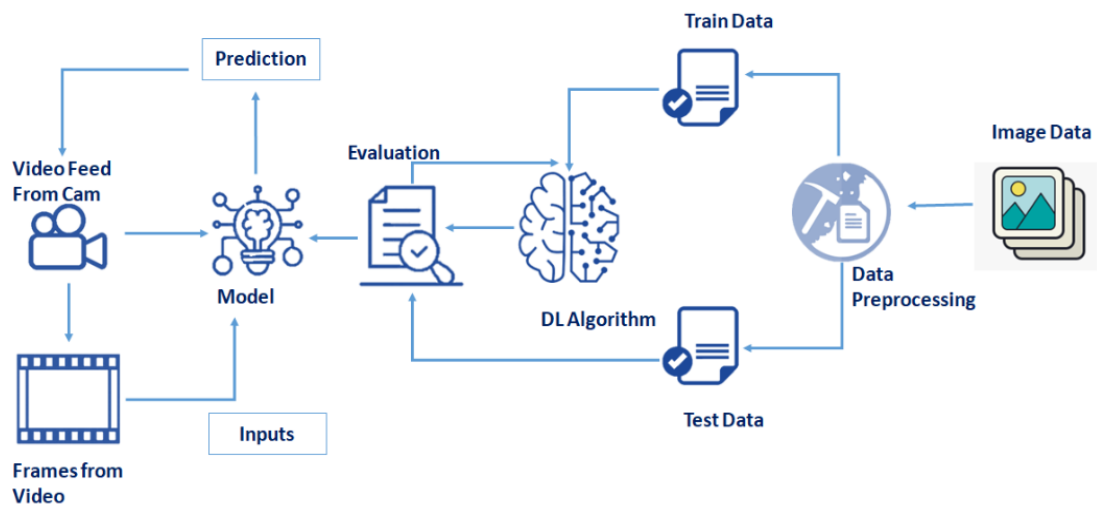 Train Data
Prediction
Image Data
Evaluation
Video Feed
From Cam
Model
Data
Preprocessing
DL Algorithm
Test Data
Inputs
Frames from
Video